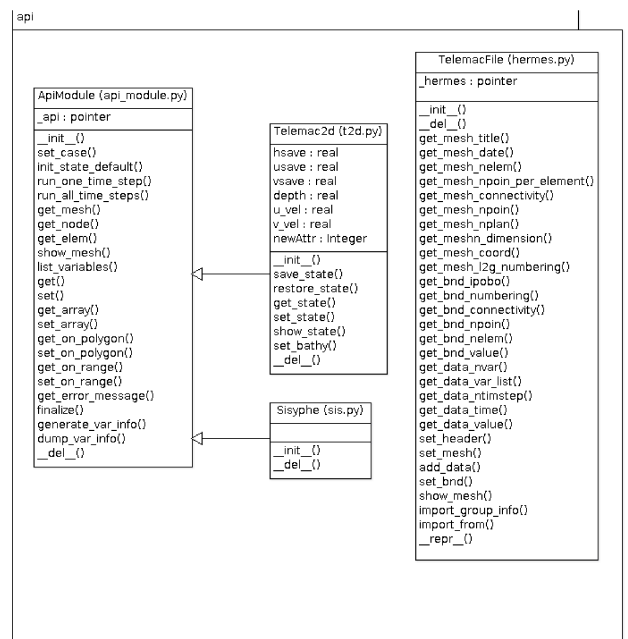 api
ApiModule (api_module.py)
_api : pointer
__init__()
set_case()
init_state_default()
run_one_time_step()
run_all_time_steps()
get_mesh()
get_node()
get_elem()
show_mesh()
list_variables()
get()
set()
get_array()
set_array()
get_on_polygon()
set_on_polygon()
get_on_range()
set_on_range()
get_error_message()
finalize()
generate_var_info()
dump_var_info()
__del__()
Telemac2d (t2d.py)
hsave : real
usave : real
vsave : real
depth : real
u_vel : real
v_vel : real
newAttr : Integer
__init__()
save_state()
restore_state()
get_state()
set_state()
show_state()
set_bathy()
__del__()
Sisyphe (sis.py)
__init__()
__del__()
TelemacFile (hermes.py)
_hermes : pointer
__init__()
__del__()
get_mesh_title()
get_mesh_date()
get_mesh_nelem()
get_mesh_npoin_per_element()
get_mesh_connectivity()
get_mesh_npoin()
get_mesh_nplan()
get_meshn_dimension()
get_mesh_coord()
get_mesh_l2g_numbering()
get_bnd_ipobo()
get_bnd_numbering()
get_bnd_connectivity()
get_bnd_npoin()
get_bnd_nelem()
get_bnd_value()
get_data_nvar()
get_data_var_list()
get_data_ntimstep()
get_data_time()
get_data_value()
set_header()
set_mesh()
add_data()
set_bnd()
show_mesh()
import_group_info()
import_from()
__repr__()